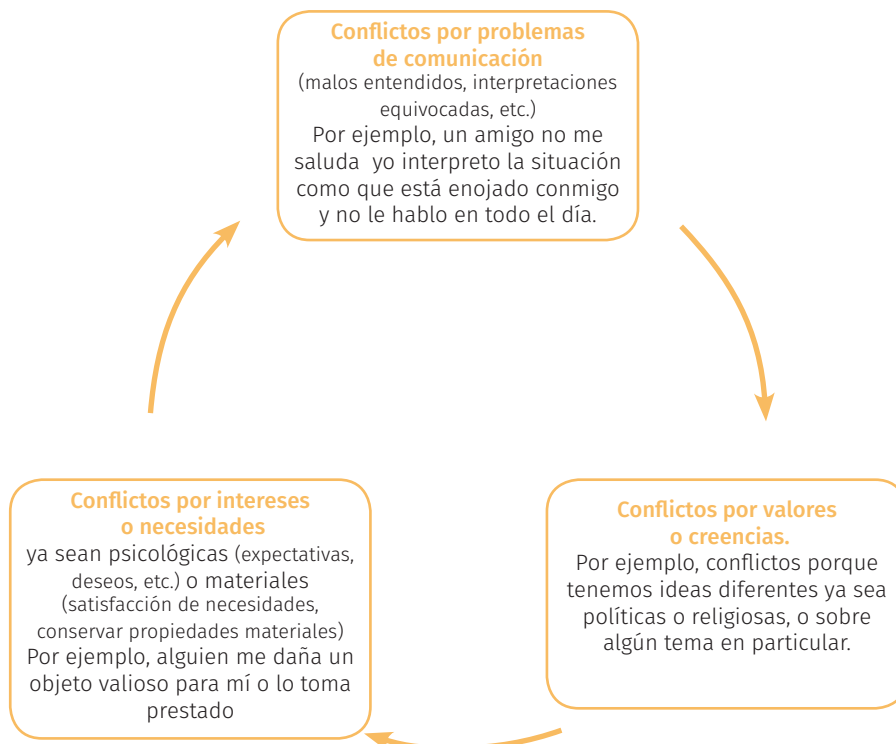 Conflictos por problemas
de comunicación
(malos entendidos, interpretaciones
equivocadas, etc.)
Por ejemplo, un amigo no me
saluda  yo interpreto la situación
como que está enojado conmigo
y no le hablo en todo el día.
Conflictos por valores
o creencias.
Por ejemplo, conflictos porque
tenemos ideas diferentes ya sea
políticas o religiosas, o sobre
algún tema en particular.
Conflictos por intereses
o necesidades
ya sean psicológicas (expectativas,
deseos, etc.) o materiales
(satisfacción de necesidades,
conservar propiedades materiales)
Por ejemplo, alguien me daña un
objeto valioso para mí o lo toma
prestado